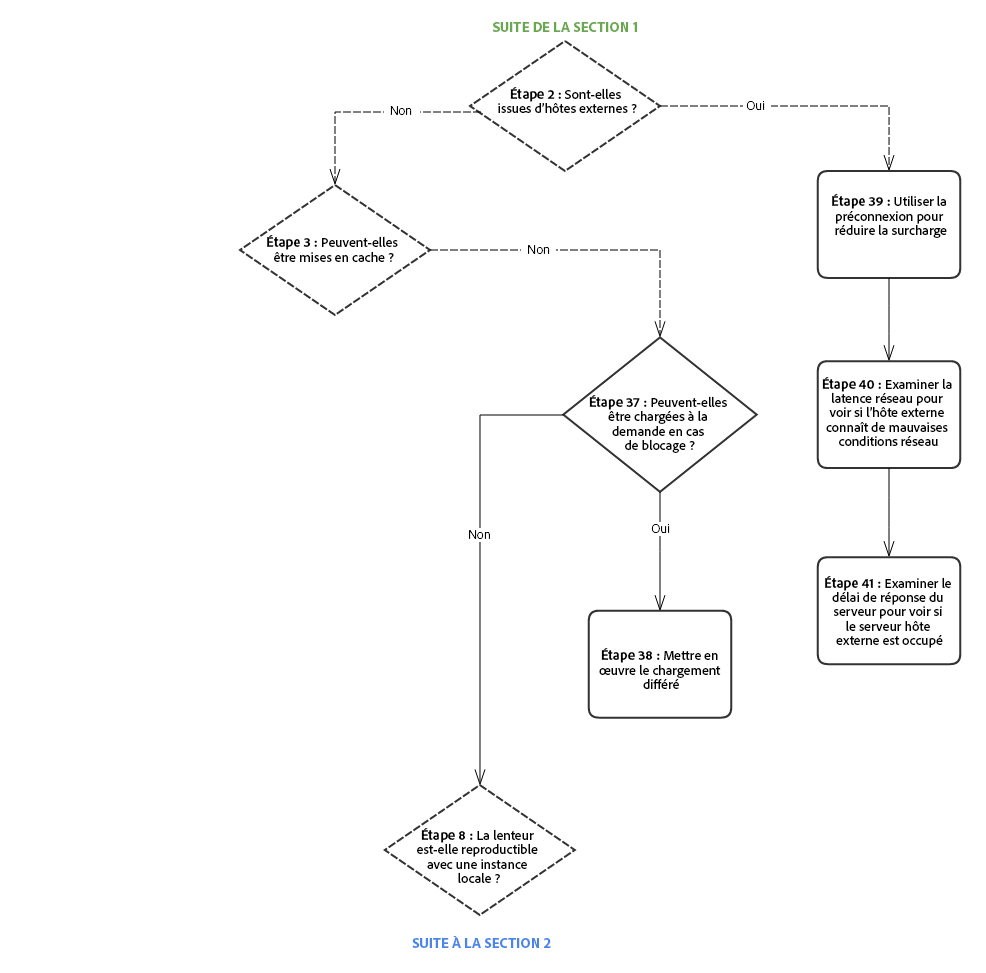 SUITE DE LA SECTION 1
Étape 2 : Sont-elles
issues d'hôtes externes ?
Non
Oui
Étape 3 : Peuvent-elles
être mises en cache ?
Non
Étape 39 : Utiliser la
préconnexion pour
réduire la surcharge
Étape 37 : Peuvent-elles
être chargées à la
demande en cas
de blocage ?
Étape 40 : Examiner la
latence réseau pour
voir si l'hôte externe
connaît de mauvaises
conditions réseau
Non
Oui
Étape 38 : Mettre en
œuvre le chargement
différé
Étape 41 : Examiner le
délai de réponse du
serveur pour voir si
le serveur hôte
externe est occupé
Étape 8 : La lenteur
est-elle reproductible
avec une instance
locale ?
SUITE À LA SECTION 2